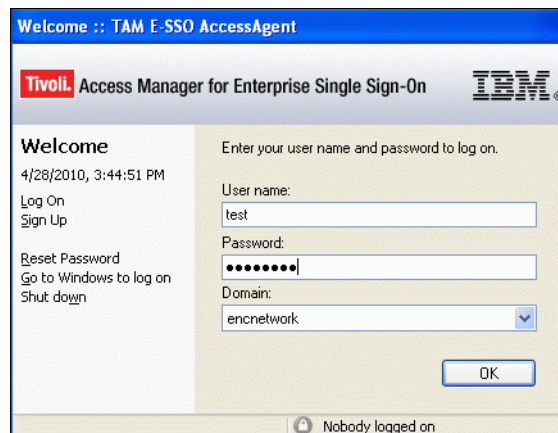 Welcome :: TAM E-SSO AccessAgent
Tivoli. Access Manager for Enterprise Single Sign-On IBM®
Welcome
4/28/2010, 3:44:51 PM
Log On
Sign Up
Reset Password
Go to Windows to log on
Shut down
Enter your user name and password to log on.
User name:
test
Password:
••••••••
Domain:
encnetwork
OK
Nobody logged on